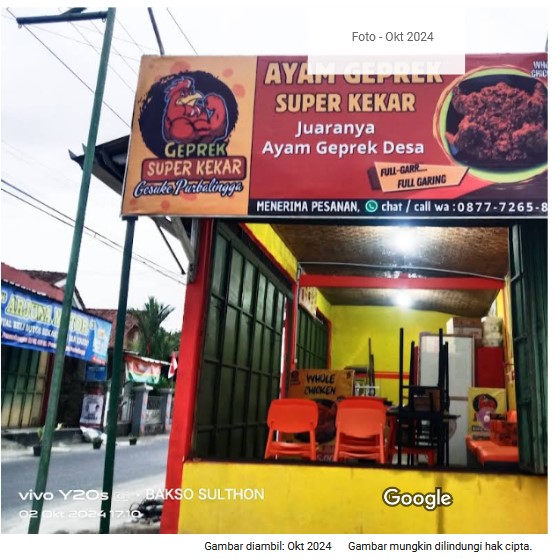 Foto - Okt 2024
AYAM GEPREK
SUPER KEKAR
Juaranya
Ayam Geprek Desa
FULL-GARR....
FULL GARING
GEPREK
SUPER KEKAR
Gesuke Purbalingga
MENERIMA PESANAN, chat / call wa :0877-7265-8
WHOLE
CHICKEN
vivo Y20s
BAKSO SULTHON
02 Okt 2024 17.10
Google
Gambar diambil: Okt 2024 Gambar mungkin dilindungi hak cipta.